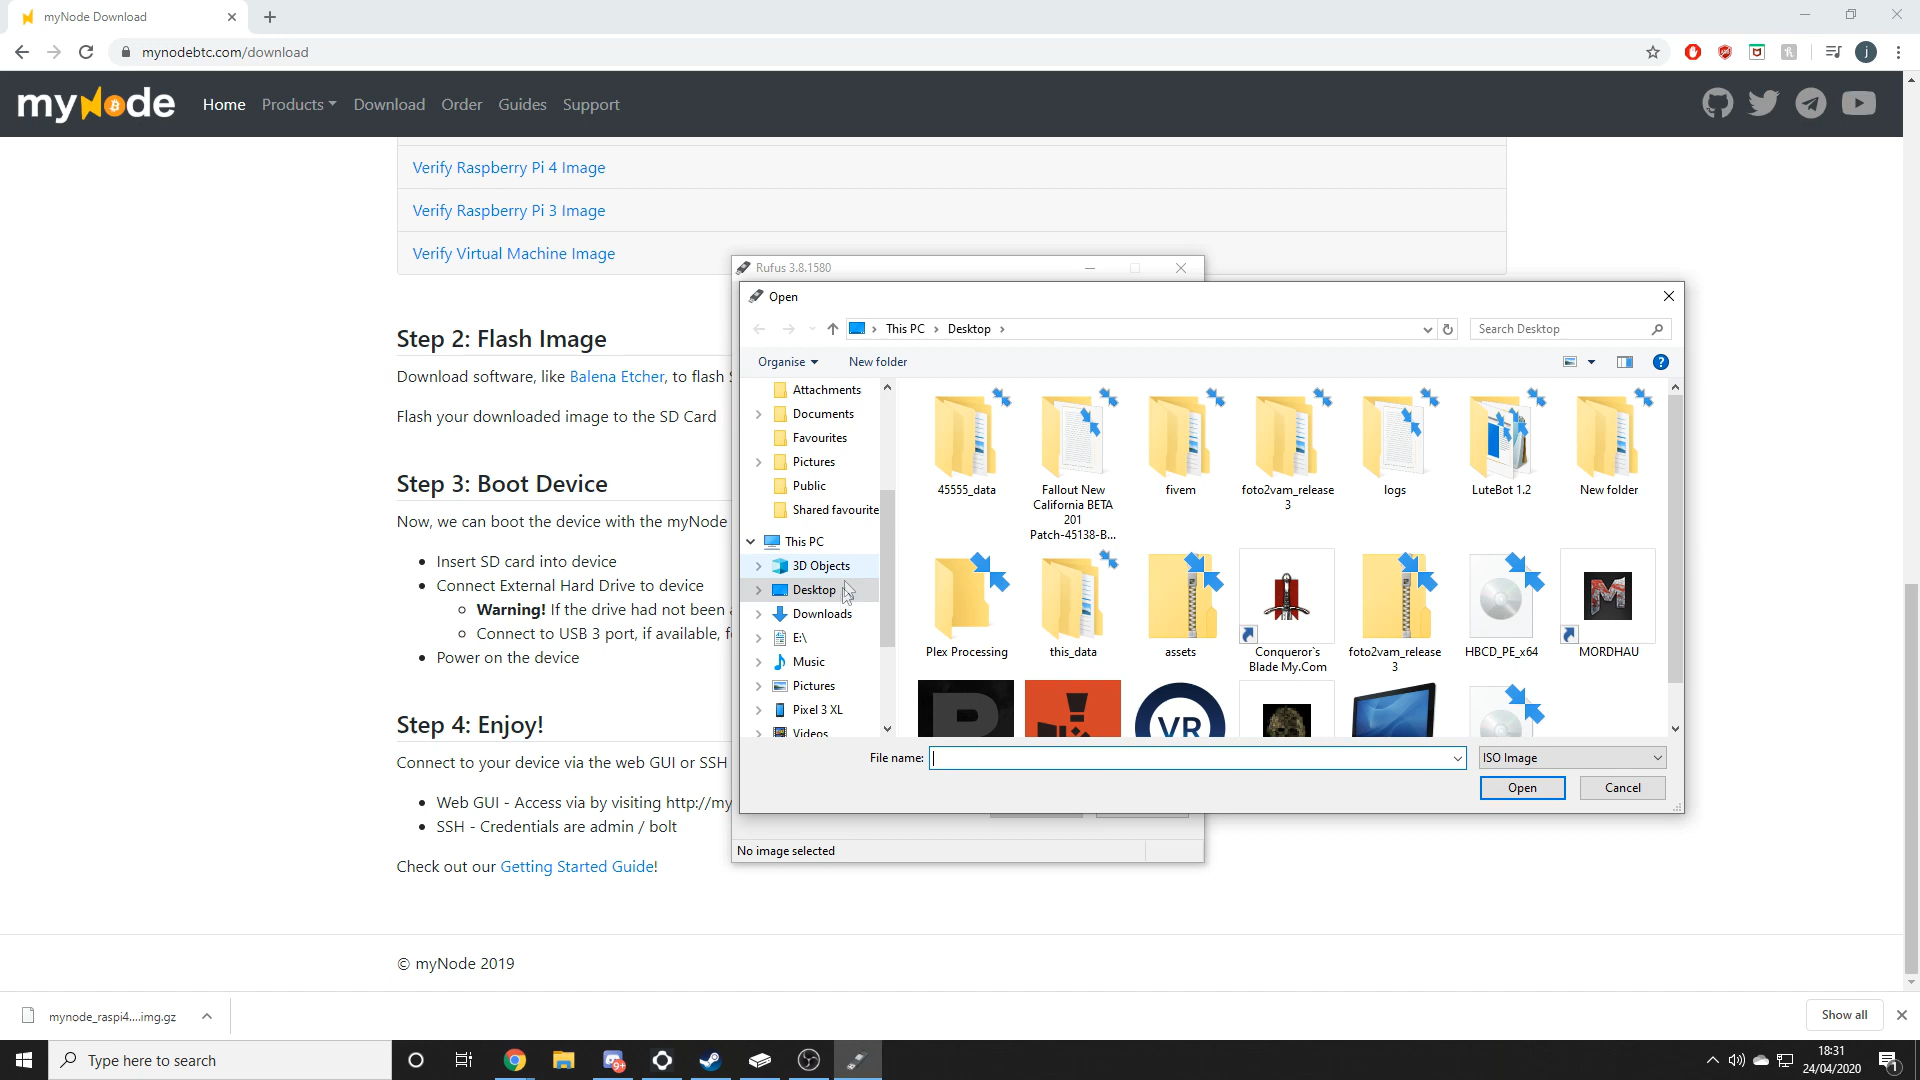 myNode Download
mynodebtc.com/download
j
myNode
Home Products Download Order Guides Support
Verify Raspberry Pi 4 Image
Verify Raspberry Pi 3 Image
Verify Virtual Machine Image
Step 2: Flash Image
Download software, like Balena Etcher, to flash
Flash your downloaded image to the SD Card
Step 3: Boot Device
Now, we can boot the device with the myNode
Insert SD card into device
Connect External Hard Drive to device
Warning! If the drive had not been
Connect to USB 3 port, if available,
Power on the device
Step 4: Enjoy!
Connect to your device via the web GUI or SSH
Web GUI - Access via by visiting http://my
SSH - Credentials are admin / bolt
Check out our Getting Started Guide!
© myNode 2019
Rufus 3.8.1580
Open
This PC > Desktop >
Search Desktop
Organise New folder
Attachments
Documents
Favourites
Pictures
Public
Shared favourite
This PC
3D Objects
Desktop
Downloads
E:\
Music
Pictures
Pixel 3 XL
Videos
45555_data
Fallout New
California BETA
201
Patch-45138-B...
fivem
foto2vam_release
3
logs
LuteBot 1.2
New folder
Plex Processing
this_data
assets
Conqueror's
Blade My.Com
foto2vam_release
3
HBCD_PE_x64
MORDHAU
VR
File name:
ISO Image
Open Cancel
No image selected
mynode_raspi4....img.gz
Show all
Type here to search
9+
18:31
24/04/2020
1